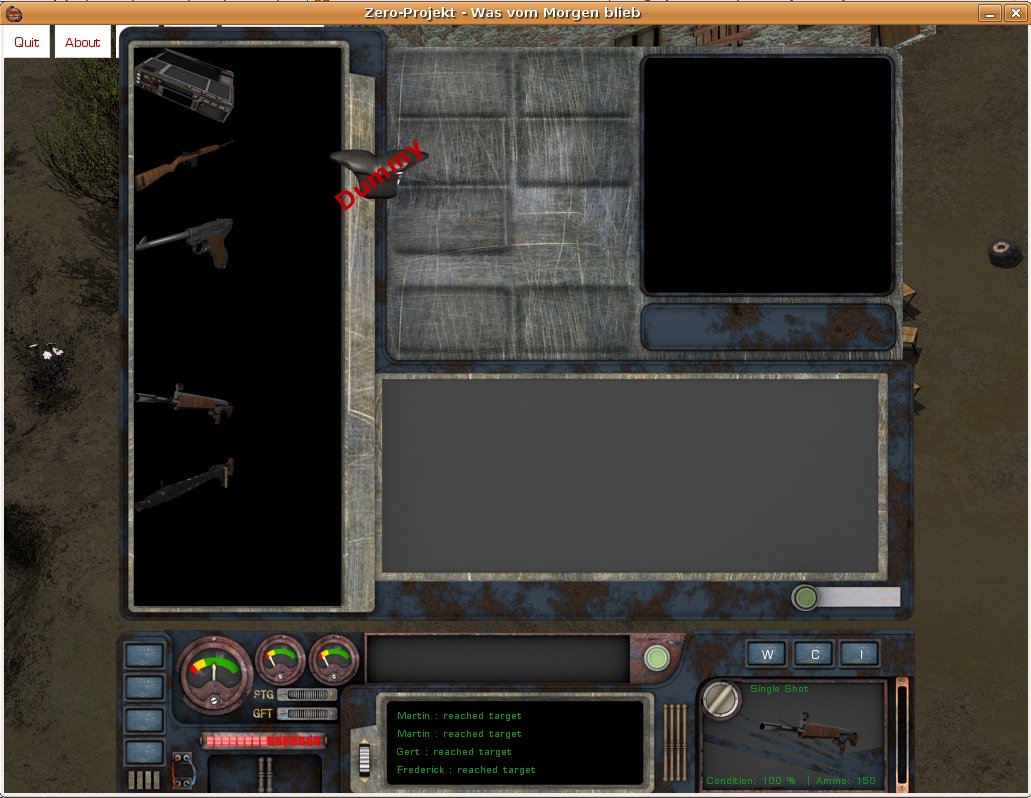 Zero-Projekt - Was vom Morgen blieb
Quit About
Dummy
STG
GFT
W C I
Single Shot
Martin : reached target
Martin : reached target
Gert : reached target
Frederick : reached target
Condition: 100 % | Ammo: 150